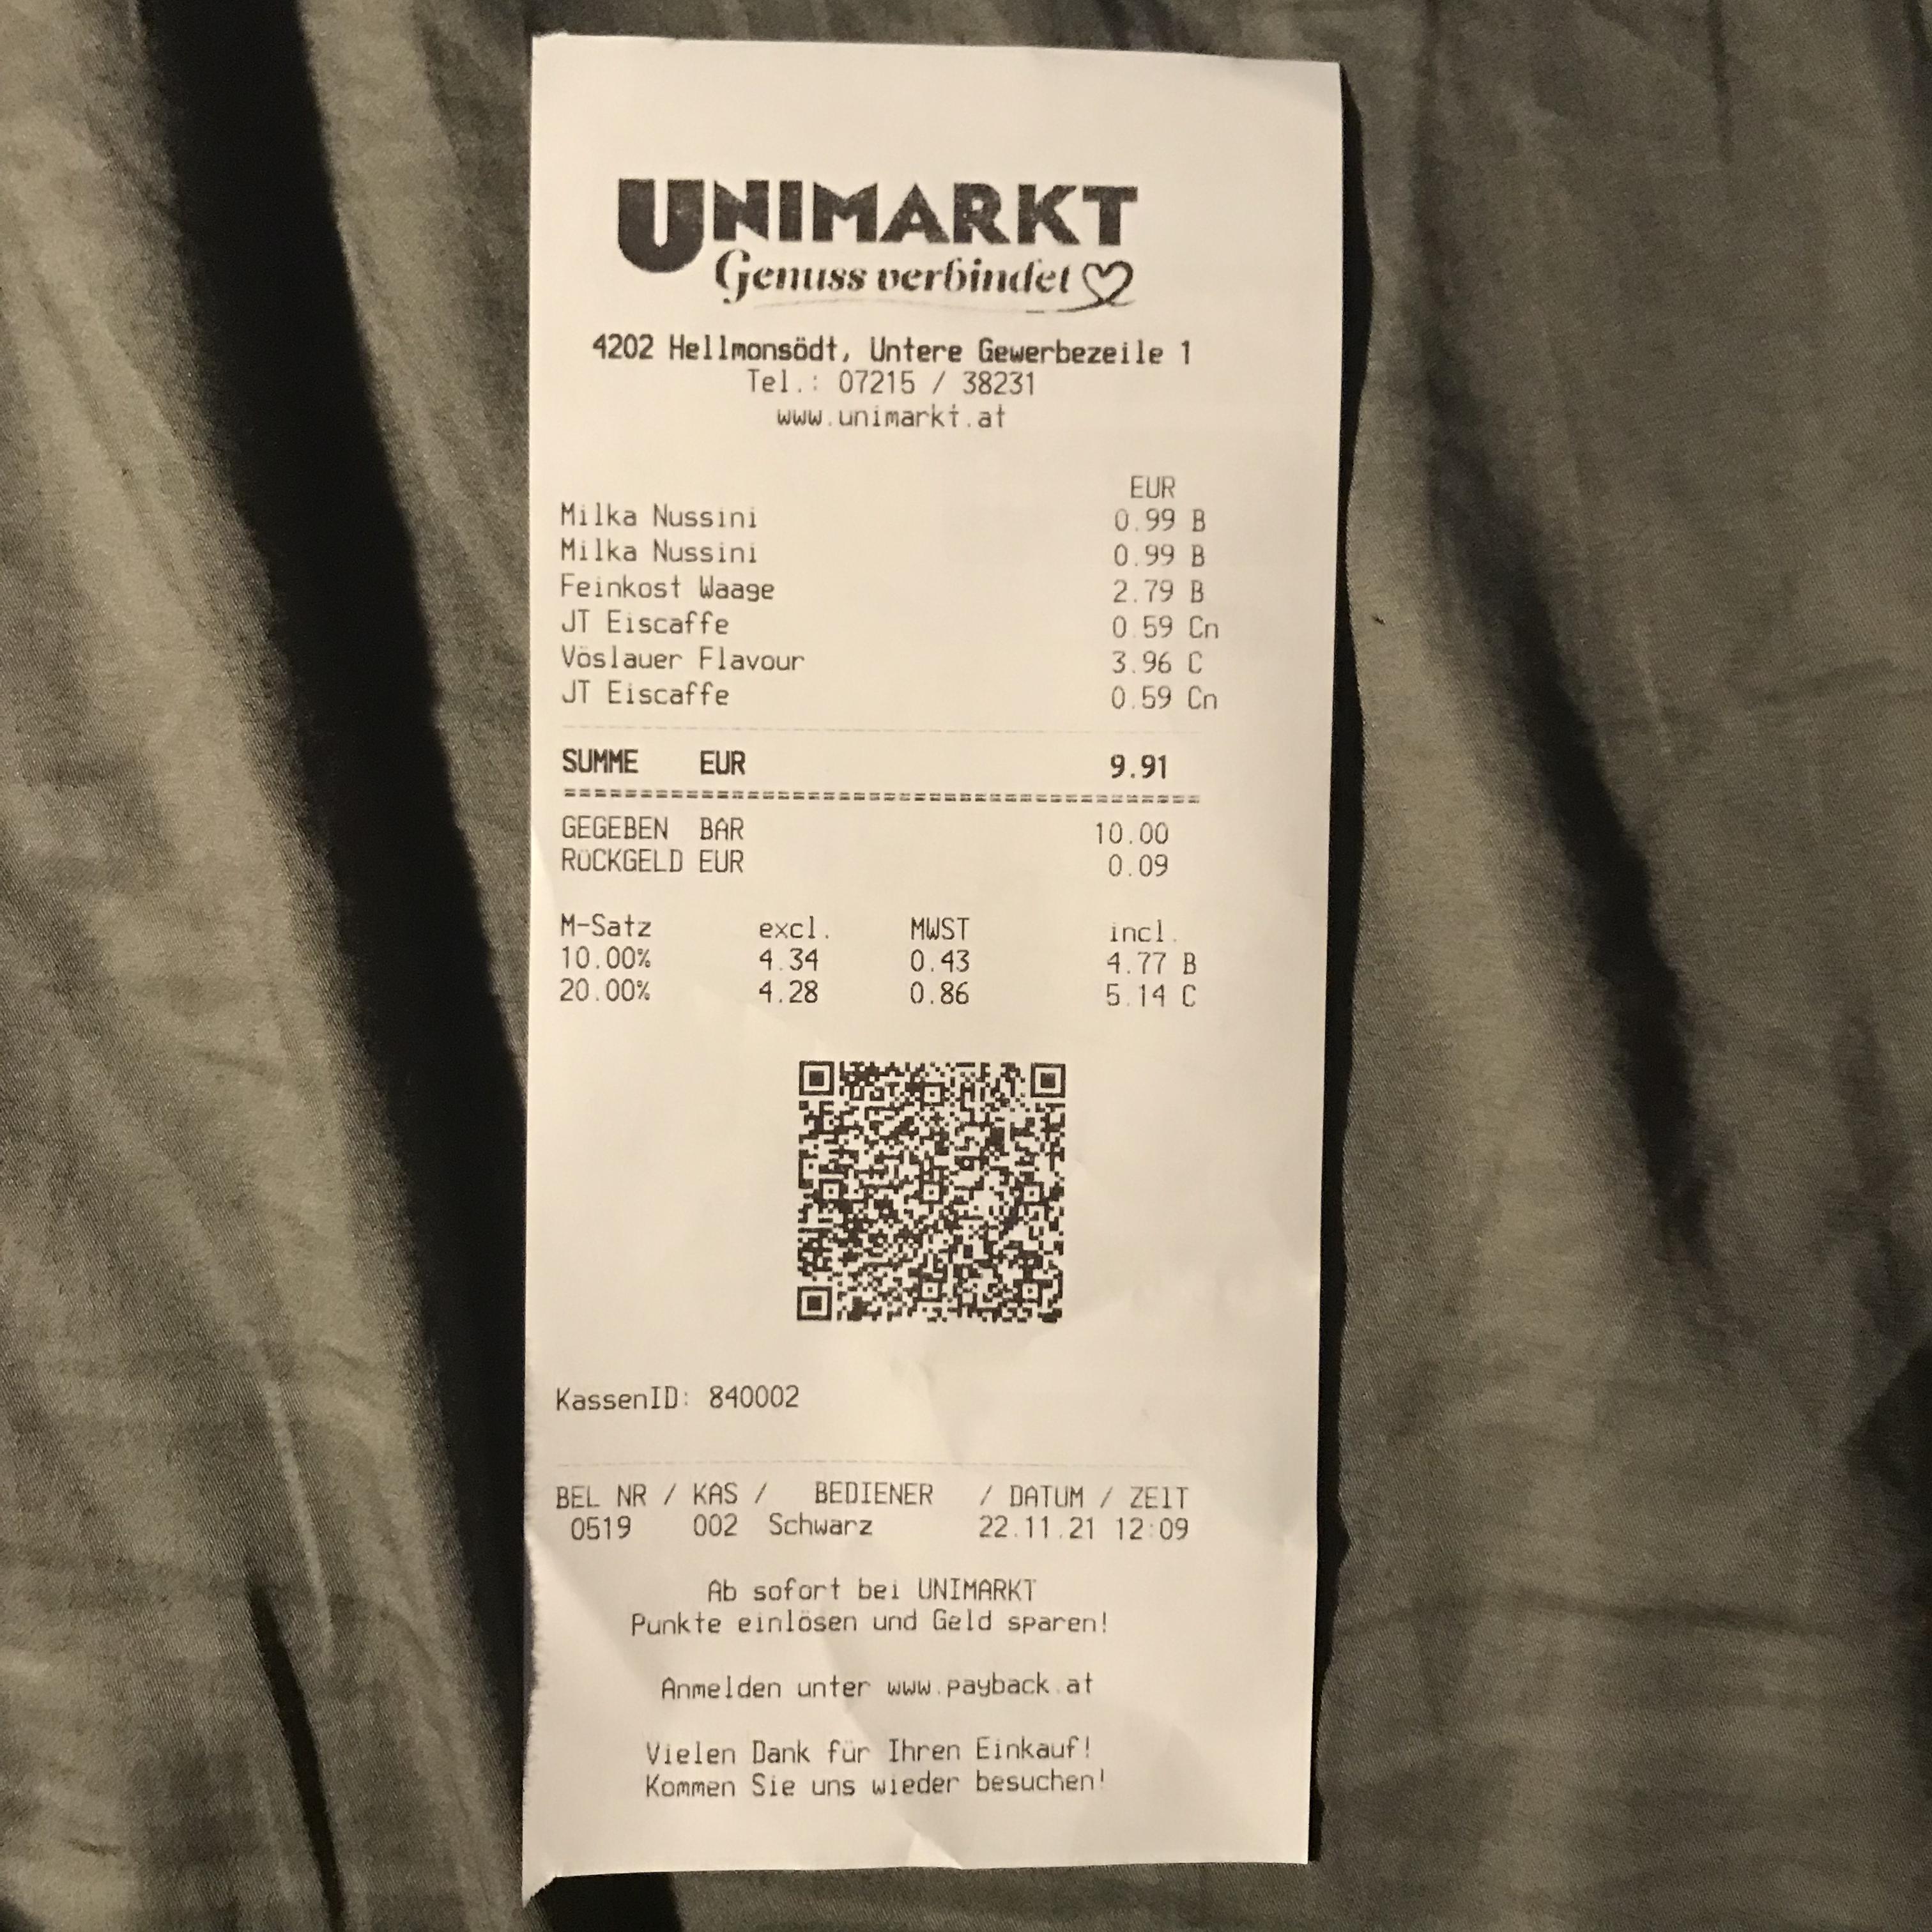 UNIMARKT
Genuss verbindet
4202 Hellmonsödt, Untere Gewerbezeile 1
Tel.: 07215 / 38231
www.unimarkt.at
EUR
Milka Nussini 0.99 B
Milka Nussini 0.99 B
Feinkost Waage 2.79 B
JT Eiscaffe 0.59 Cn
Vöslauer Flavour 3.96 C
JT Eiscaffe 0.59 Cn
SUMME EUR 9.91
GEGEBEN BAR 10.00
RÜCKGELD EUR 0.09
M-Satz excl. MWST incl.
10.00% 4.34 0.43 4.77 B
20.00% 4.28 0.86 5.14 C
KassenID: 840002
BEL NR / KAS / BEDIENER / DATUM / ZEIT
0519 002 Schwarz 22.11.21 12:09
Ab sofort bei UNIMARKT
Punkte einlösen und Geld sparen!
Anmelden unter www.payback.at
Vielen Dank für Ihren Einkauf!
Kommen Sie uns wieder besuchen!